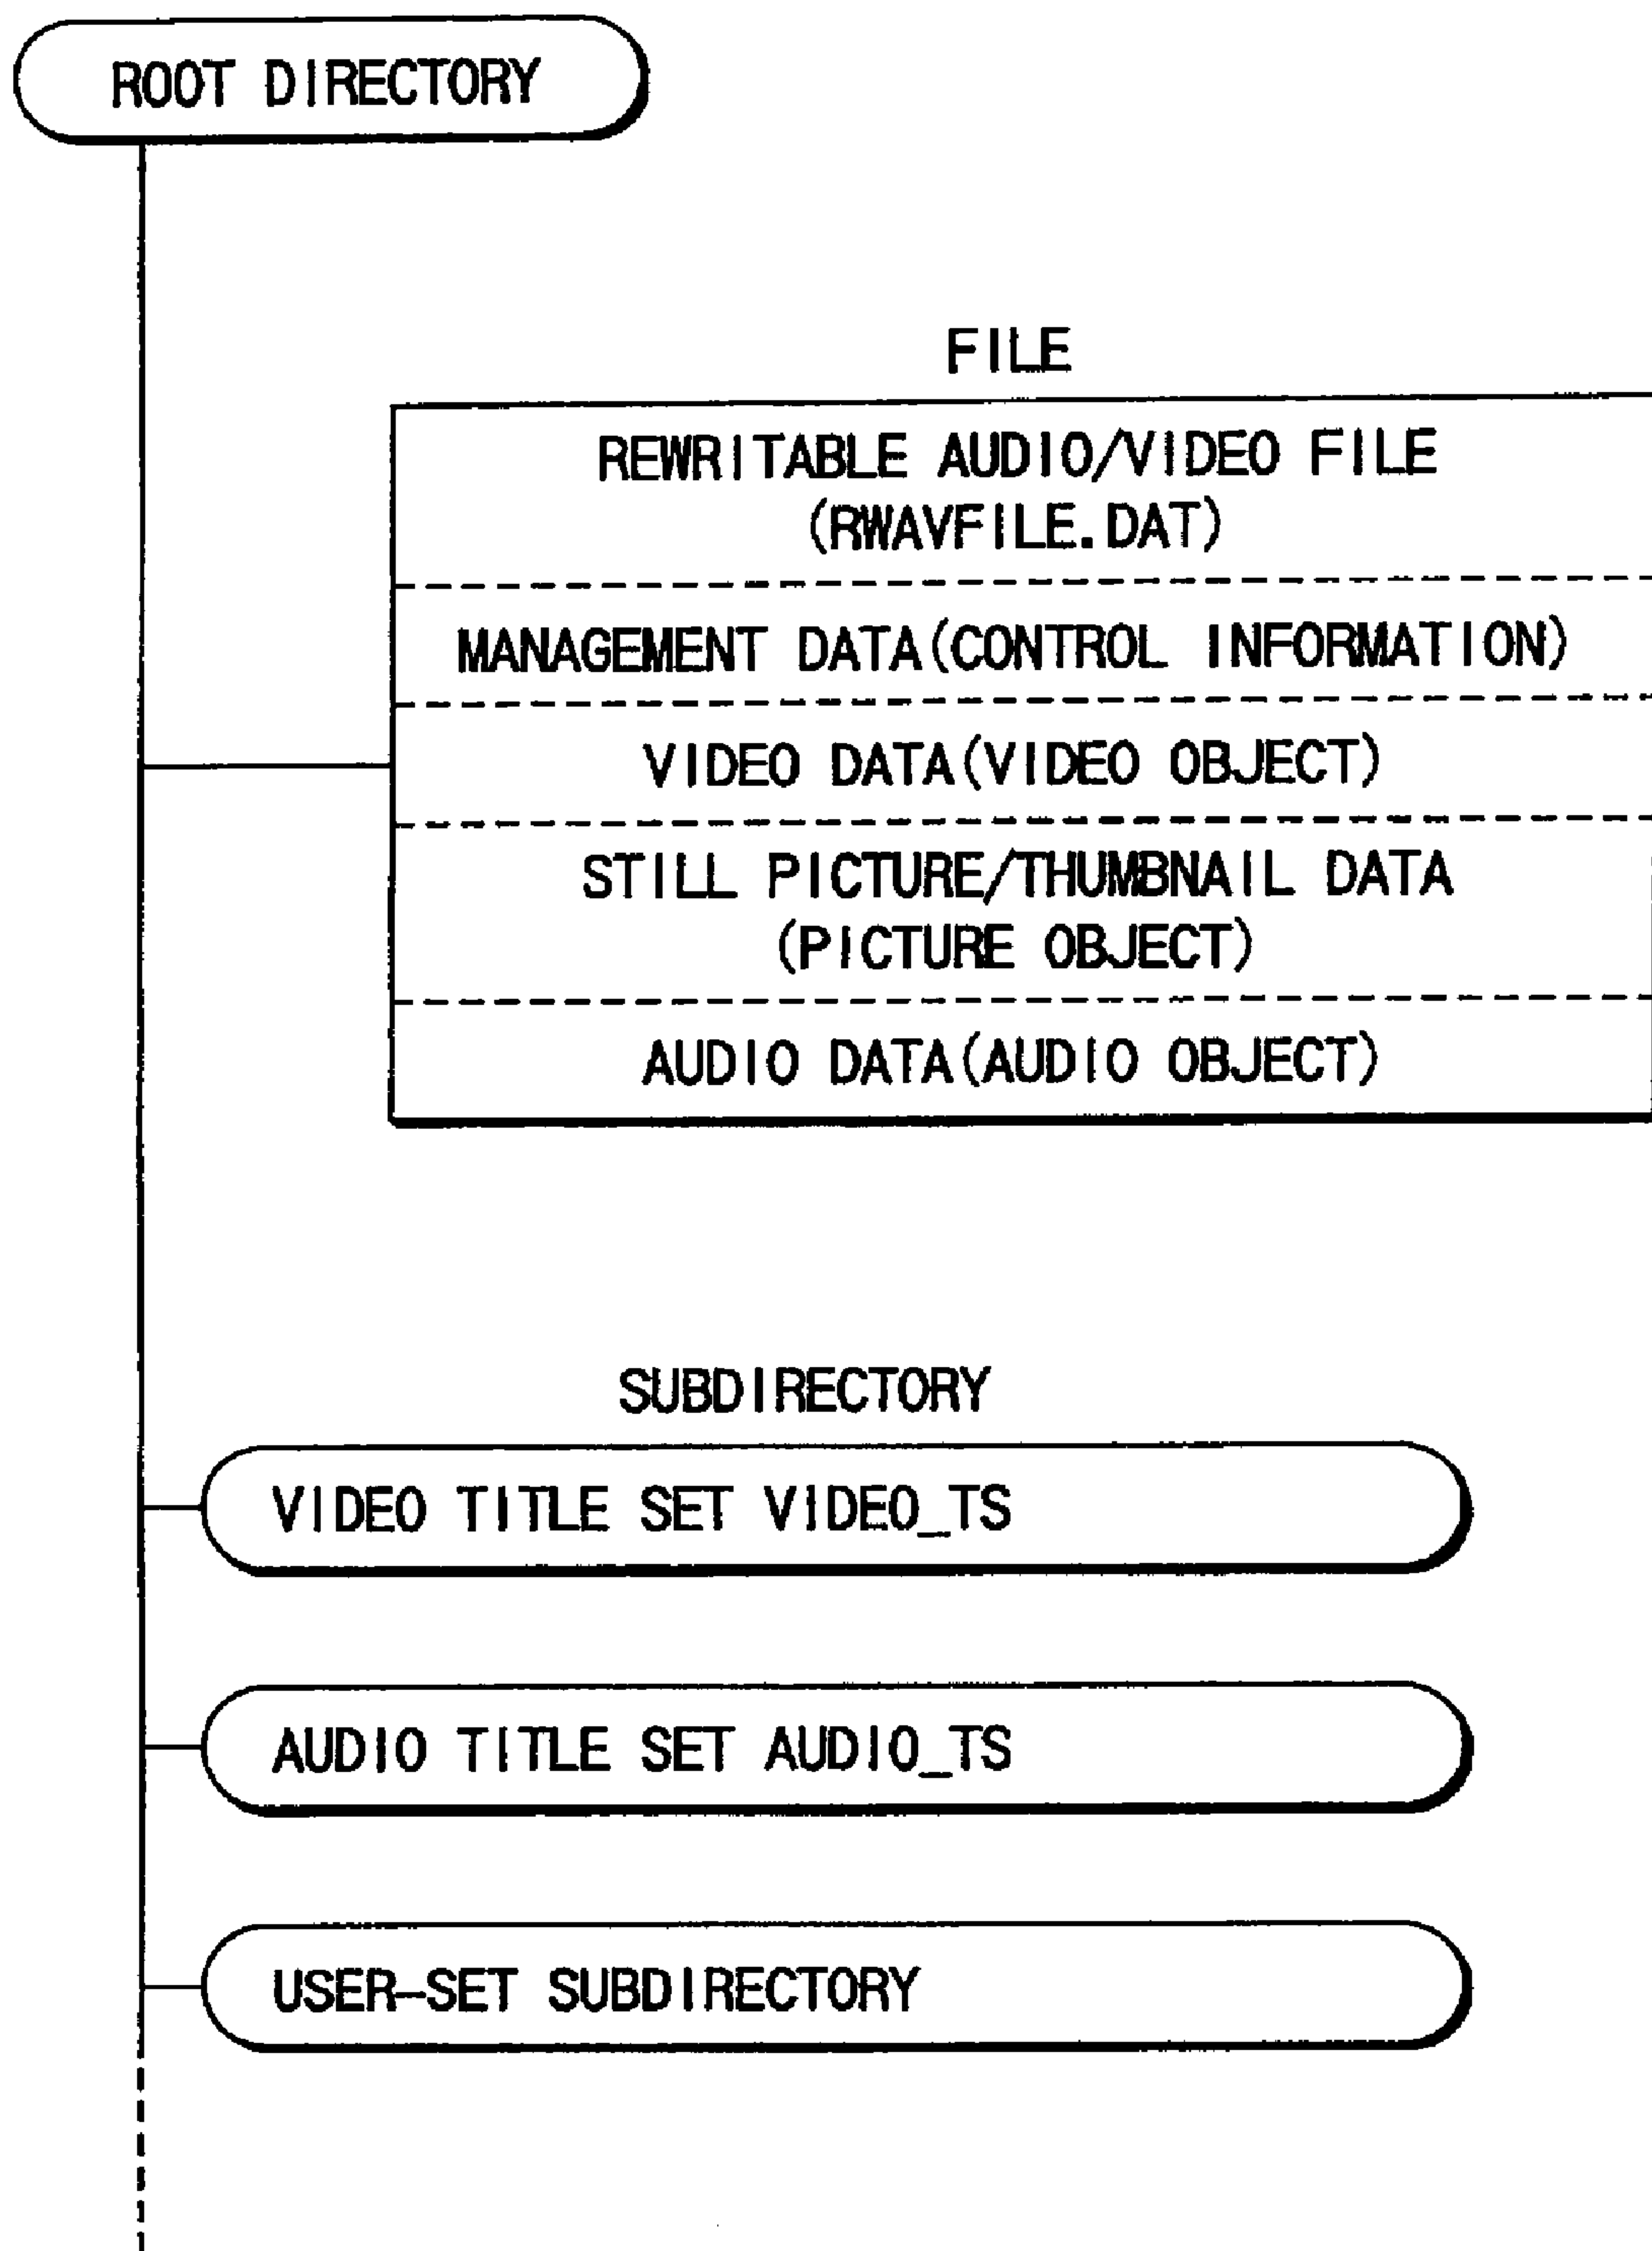 ROOT DIRECTORY
FILE
REWRITABLE AUDIO/VIDEO FILE
(RWAVFILE.DAT)
MANAGEMENT DATA(CONTROL INFORMATION)
VIDEO DATA(VIDEO OBJECT)
STILL PICTURE/THUMBNAIL DATA
(PICTURE OBJECT)
AUDIO DATA(AUDIO OBJECT)
SUBDIRECTORY
VIDEO TITLE SET VIDEO_TS
AUDIO TITLE SET AUDIO_TS
USER-SET SUBDIRECTORY